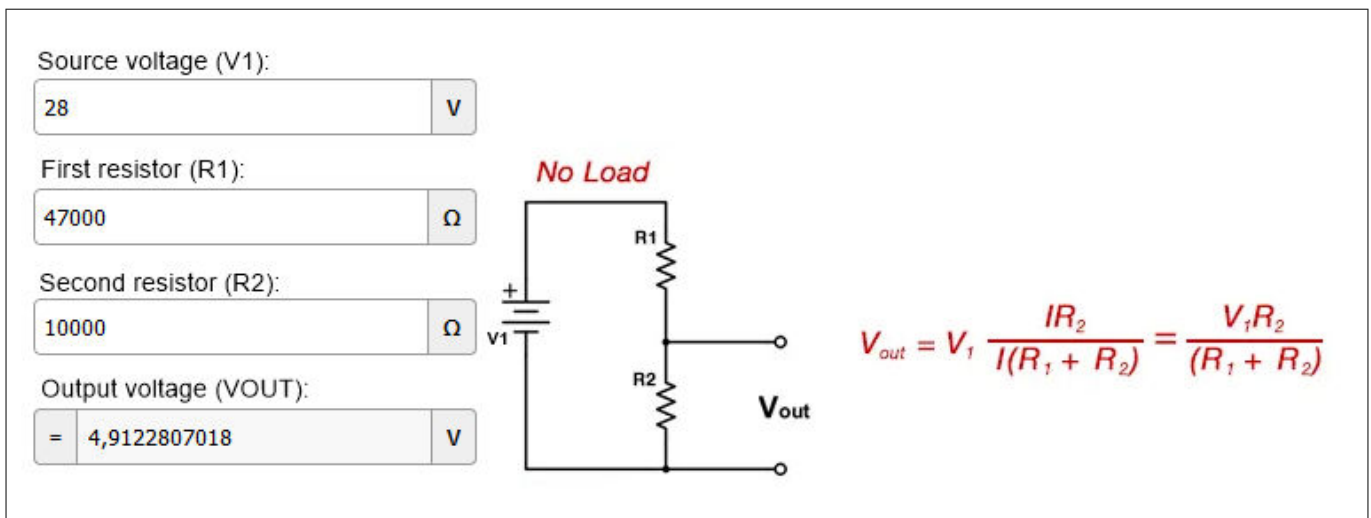 Source voltage (V1):
28 V
First resistor (R1):
47000 Ω
Second resistor (R2):
10000 Ω
Output voltage (VOUT):
= 4,9122807018 V
No Load
R1
+
V1
R2
Vout
Vout = V1 IR2 / I(R1 + R2) = V1R2 / (R1 + R2)